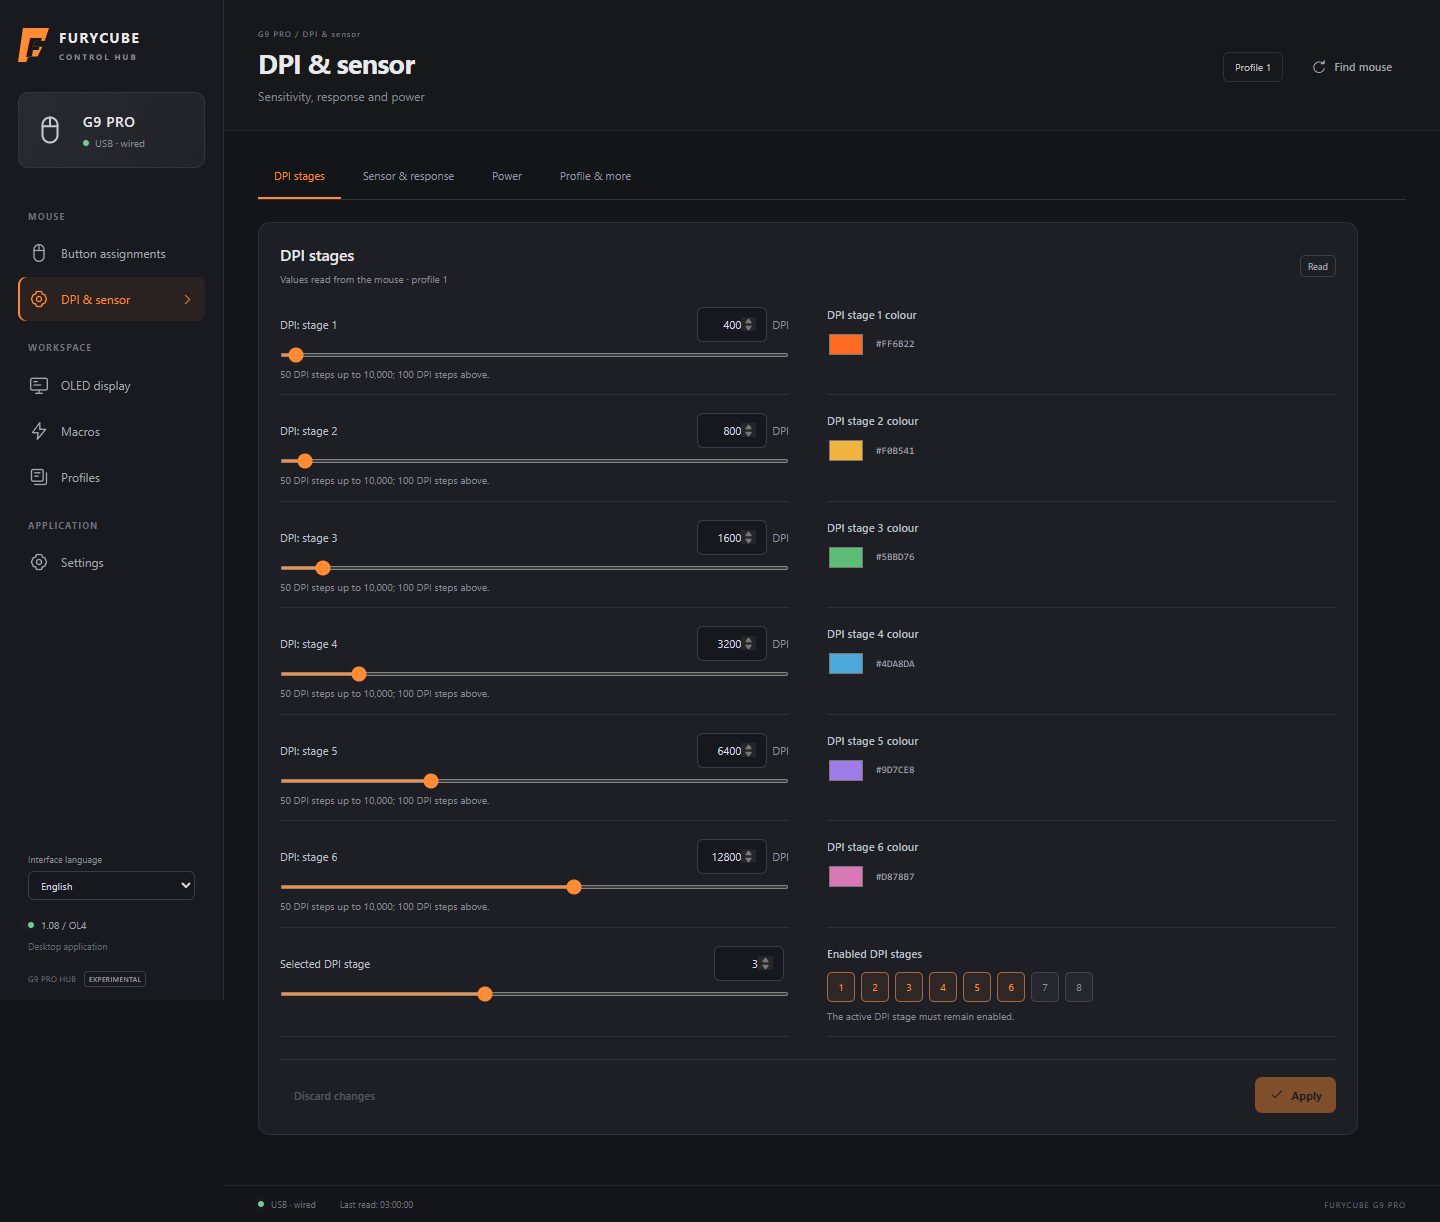 FURYCUBE
CONTROL HUB
G9 PRO
USB · wired
MOUSE
Button assignments
DPI & sensor
WORKSPACE
OLED display
Macros
Profiles
APPLICATION
Settings
Interface language
English
1.08 / OL4
Desktop application
G9 PRO HUB EXPERIMENTAL
G9 PRO / DPI & sensor
DPI & sensor
Sensitivity, response and power
Profile 1
Find mouse
DPI stages
Sensor & response
Power
Profile & more
DPI stages
Values read from the mouse · profile 1
Read
DPI: stage 1
400 DPI
50 DPI steps up to 10,000; 100 DPI steps above.
DPI stage 1 colour
#FF6B22
DPI: stage 2
800 DPI
50 DPI steps up to 10,000; 100 DPI steps above.
DPI stage 2 colour
#F0B541
DPI: stage 3
1600 DPI
50 DPI steps up to 10,000; 100 DPI steps above.
DPI stage 3 colour
#5BBD76
DPI: stage 4
3200 DPI
50 DPI steps up to 10,000; 100 DPI steps above.
DPI stage 4 colour
#4DA8DA
DPI: stage 5
6400 DPI
50 DPI steps up to 10,000; 100 DPI steps above.
DPI stage 5 colour
#9D7CE8
DPI: stage 6
12800 DPI
50 DPI steps up to 10,000; 100 DPI steps above.
DPI stage 6 colour
#D878B7
Selected DPI stage
3
Enabled DPI stages
1 2 3 4 5 6 7 8
The active DPI stage must remain enabled.
Discard changes
Apply
USB · wired
Last read: 03:00:00
FURYCUBE G9 PRO